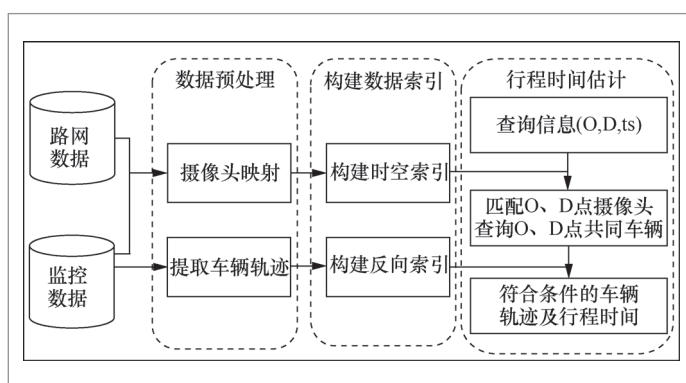 数据预处理
构建数据索引
行程时间估计
路网
数据
摄像头映射
构建时空索引
查询信息(O,D,ts)
匹配O、D点摄像头
查询O、D点共同车辆
监控
数据
提取车辆轨迹
构建反向索引
符合条件的车辆
轨迹及行程时间